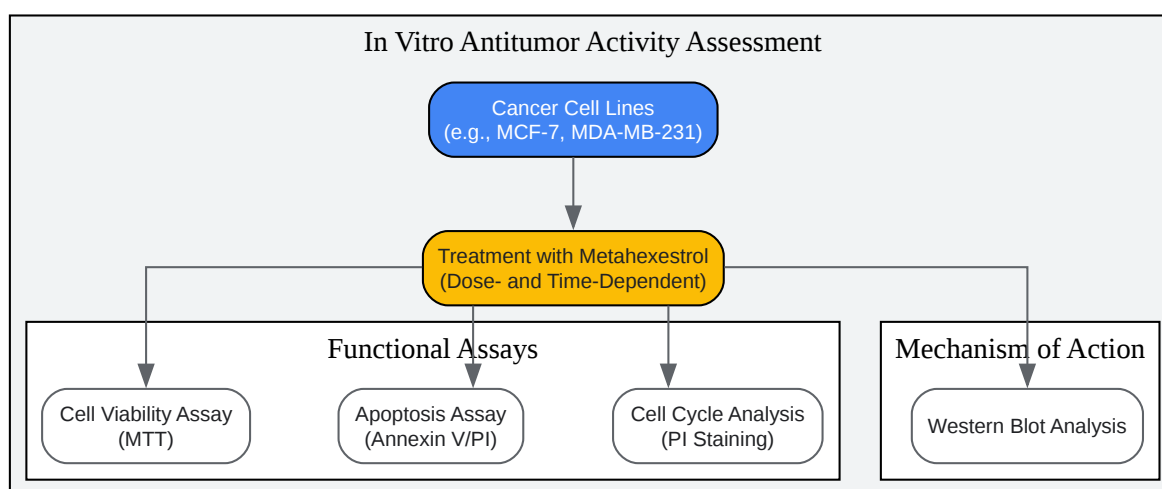 In Vitro Antitumor Activity Assessment
Cancer Cell Lines
(e.g., MCF-7, MDA-MB-231)
Treatment with Metahexestrol
(Dose- and Time-Dependent)
Functional Assays
Mechanism of Action
Cell Viability Assay
(MTT)
Apoptosis Assay
(Annexin V/PI)
Cell Cycle Analysis
(PI Staining)
Western Blot Analysis